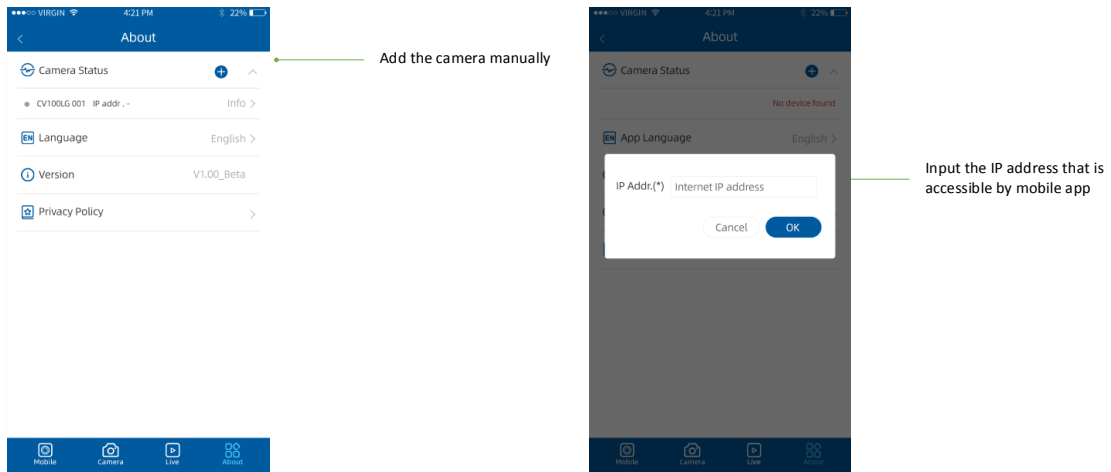 ●●●○○ VIRGIN 4:21 PM 22%
About
Camera Status
CV100LG 001 IP addr . - Info >
EN Language English >
Version V1.00_Beta
Privacy Policy >
Mobile Camera Live About
Add the camera manually
●●●○○ VIRGIN 4:21 PM 22%
About
Camera Status
No device found
EN App Language English >
IP Addr.(*) Internet IP address
Cancel OK
Mobile Camera Live About
Input the IP address that is
accessible by mobile app